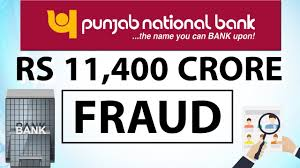 punjab national bank
...the name you can BANK upon!
RS 11,400 CRORE
FRAUD
BANK